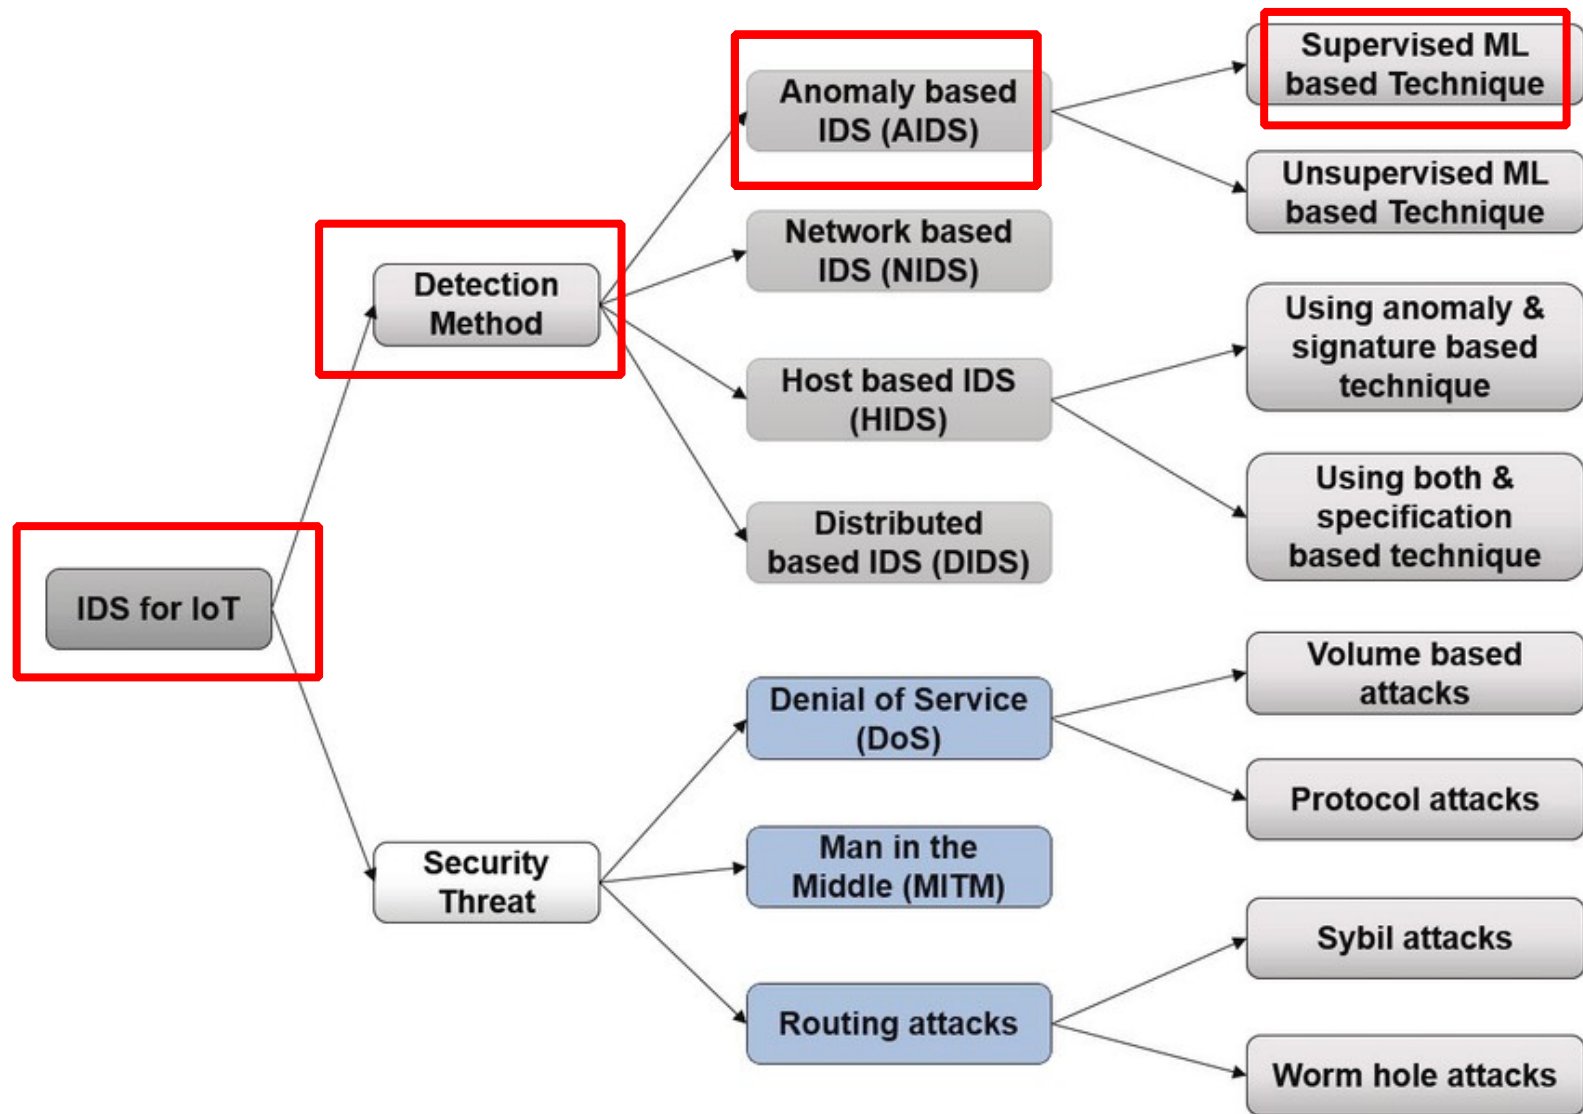 IDS for IoT
Detection
Method
Security
Threat
Anomaly based
IDS (AIDS)
Network based
IDS (NIDS)
Host based IDS
(HIDS)
Distributed
based IDS (DIDS)
Denial of Service
(DoS)
Man in the
Middle (MITM)
Routing attacks
Supervised ML
based Technique
Unsupervised ML
based Technique
Using anomaly &
signature based
technique
Using both &
specification
based technique
Volume based
attacks
Protocol attacks
Sybil attacks
Worm hole attacks